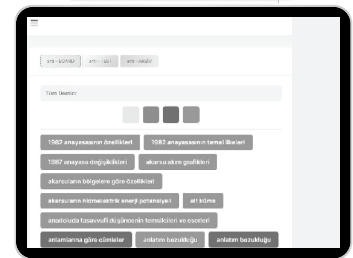 Tüm Üniteler
1982 anayasasının özellikleri 1982 anayasasının temel ilkeleri
1987 anayasa değişiklikleri akarsu akım grafikleri
akarsuların bölgelere göre özellikleri
akarsuların hidroelektrik enerji potansiyeli alt küme
anadoluda tasavvufi düşüncenin temsilcileri ve eserleri
anlamlarına göre cümleler anlatım bozukluğu anlatım bozukluğu